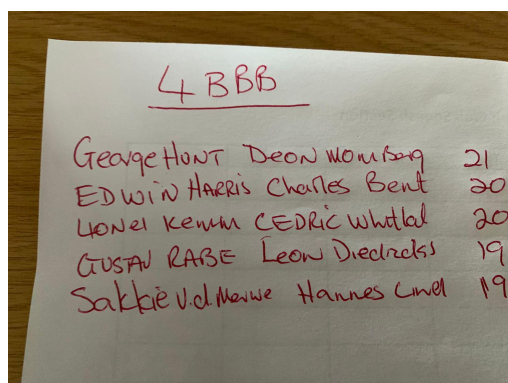 4 BBB
George HUNT Deon Momberg 21
EDWIN HARRIS Charles Bent 20
Lionel Kemm CEDRIC 20
GUSTAV RABE Leon 19
Sakkie v.d. Merwe Hannes 19